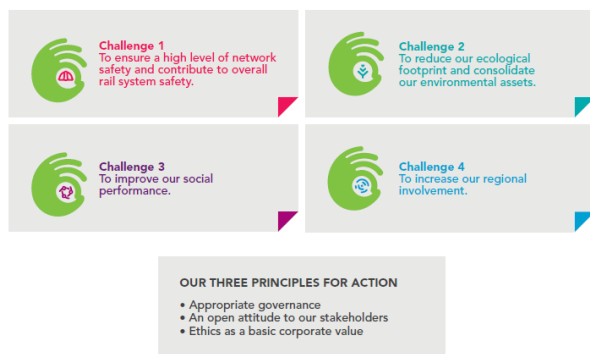 Challenge 1
To ensure a high level of network
safety and contribute to overall
rail system safety.
Challenge 2
To reduce our ecological
footprint and consolidate
our environmental assets.
Challenge 3
To improve our social
performance.
Challenge 4
To increase our regional
involvement.
OUR THREE PRINCIPLES FOR ACTION
• Appropriate governance
• An open attitude to our stakeholders
• Ethics as a basic corporate value